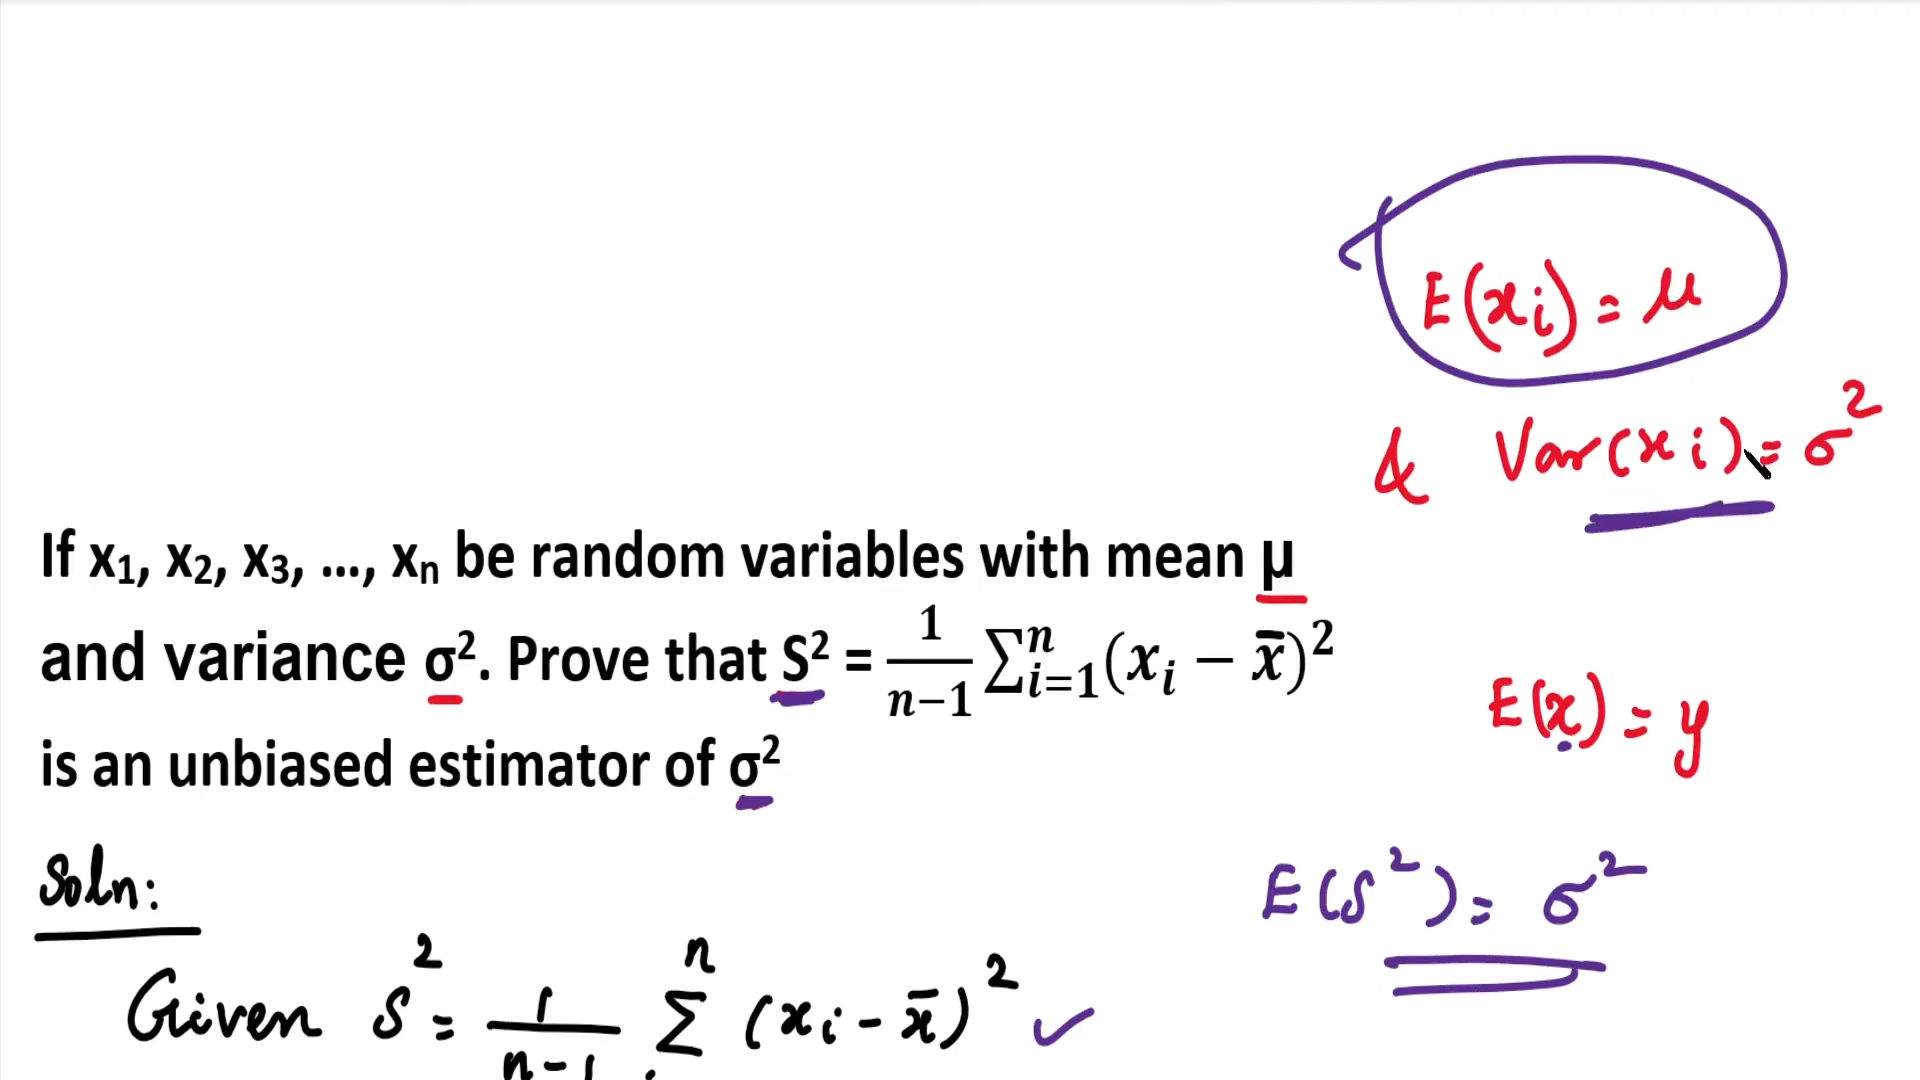 E(xi) = μ
& Var(xi) = σ²
If x₁, x₂, x₃, ..., xₙ be random variables with mean μ
and variance σ². Prove that S² = \frac{1}{n−1} ∑ⁿᵢ₌₁(xᵢ − x̄)²
E(x) = y
is an unbiased estimator of σ²
Soln:
E(S²) = σ²
Given S² = \frac{1}{n-1} n Σ i (xi - x̄)² ✓